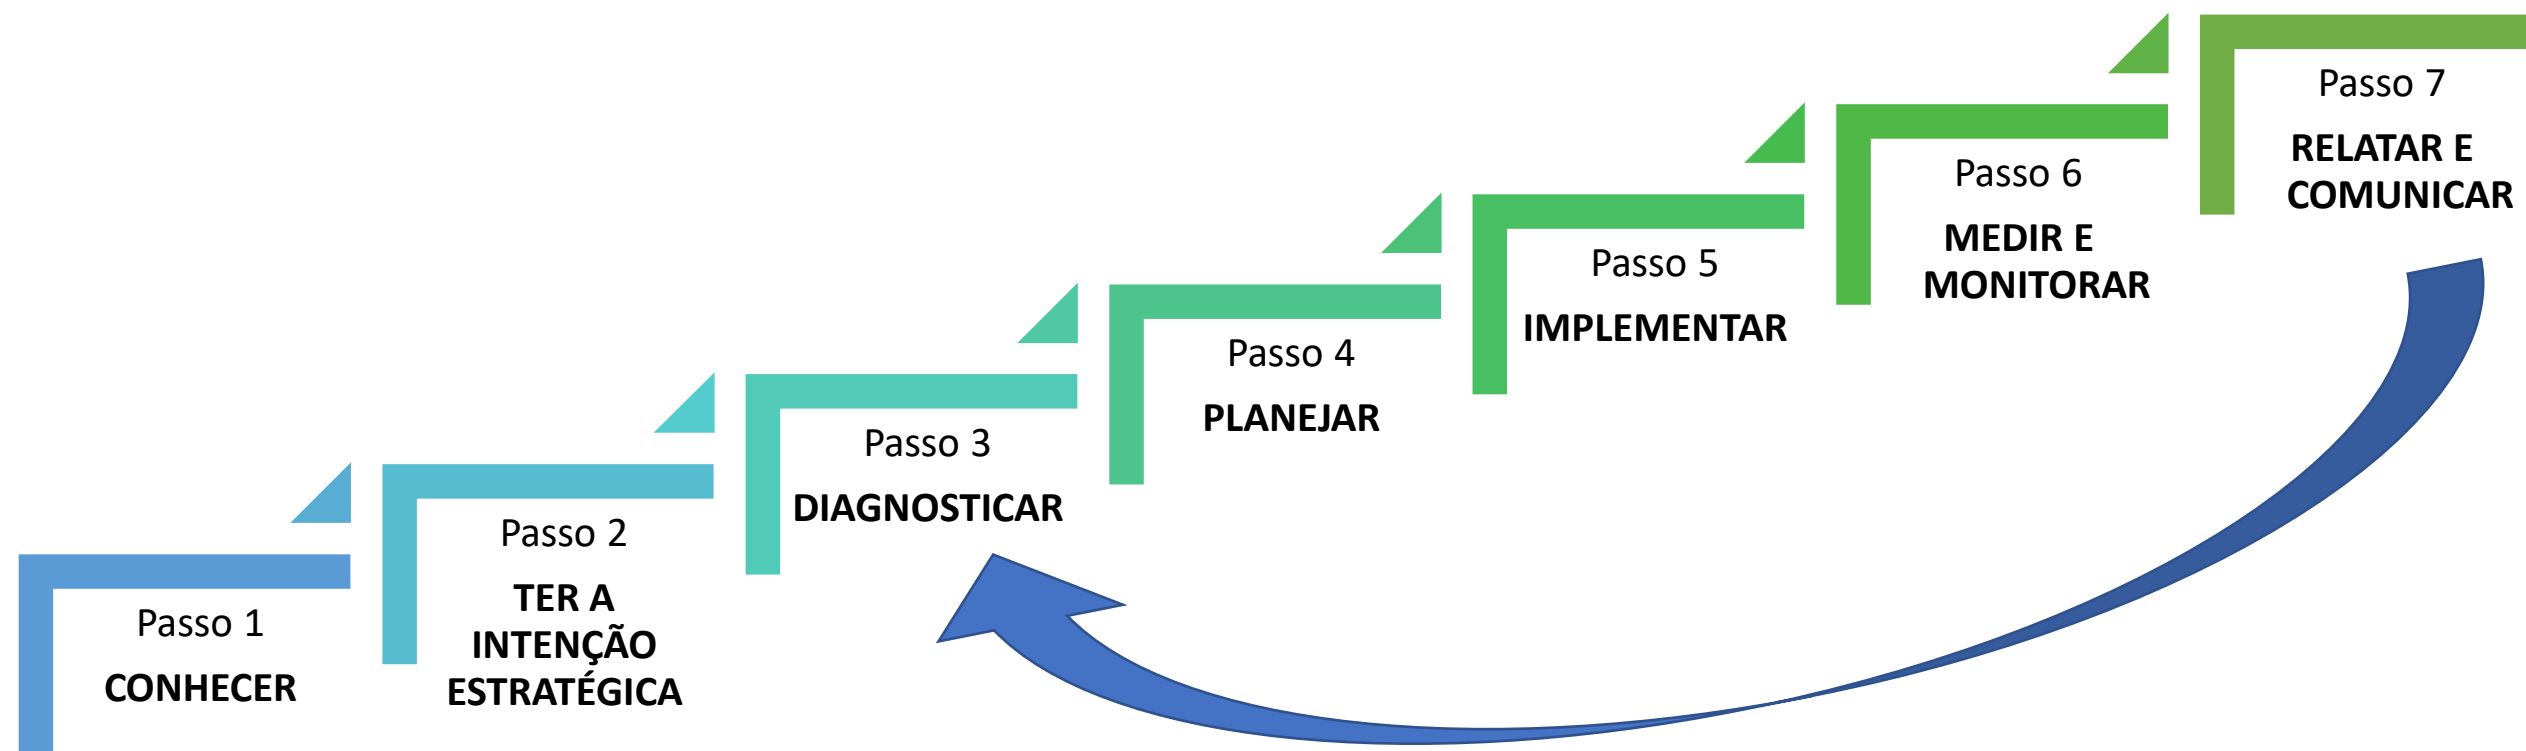 Passo 1
CONHECER
Passo 2
TER A
INTENÇÃO
ESTRATÉGICA
Passo 3
DIAGNOSTICAR
Passo 4
PLANEJAR
Passo 5
IMPLEMENTAR
Passo 6
MEDIR E
MONITORAR
Passo 7
RELATAR E
COMUNICAR